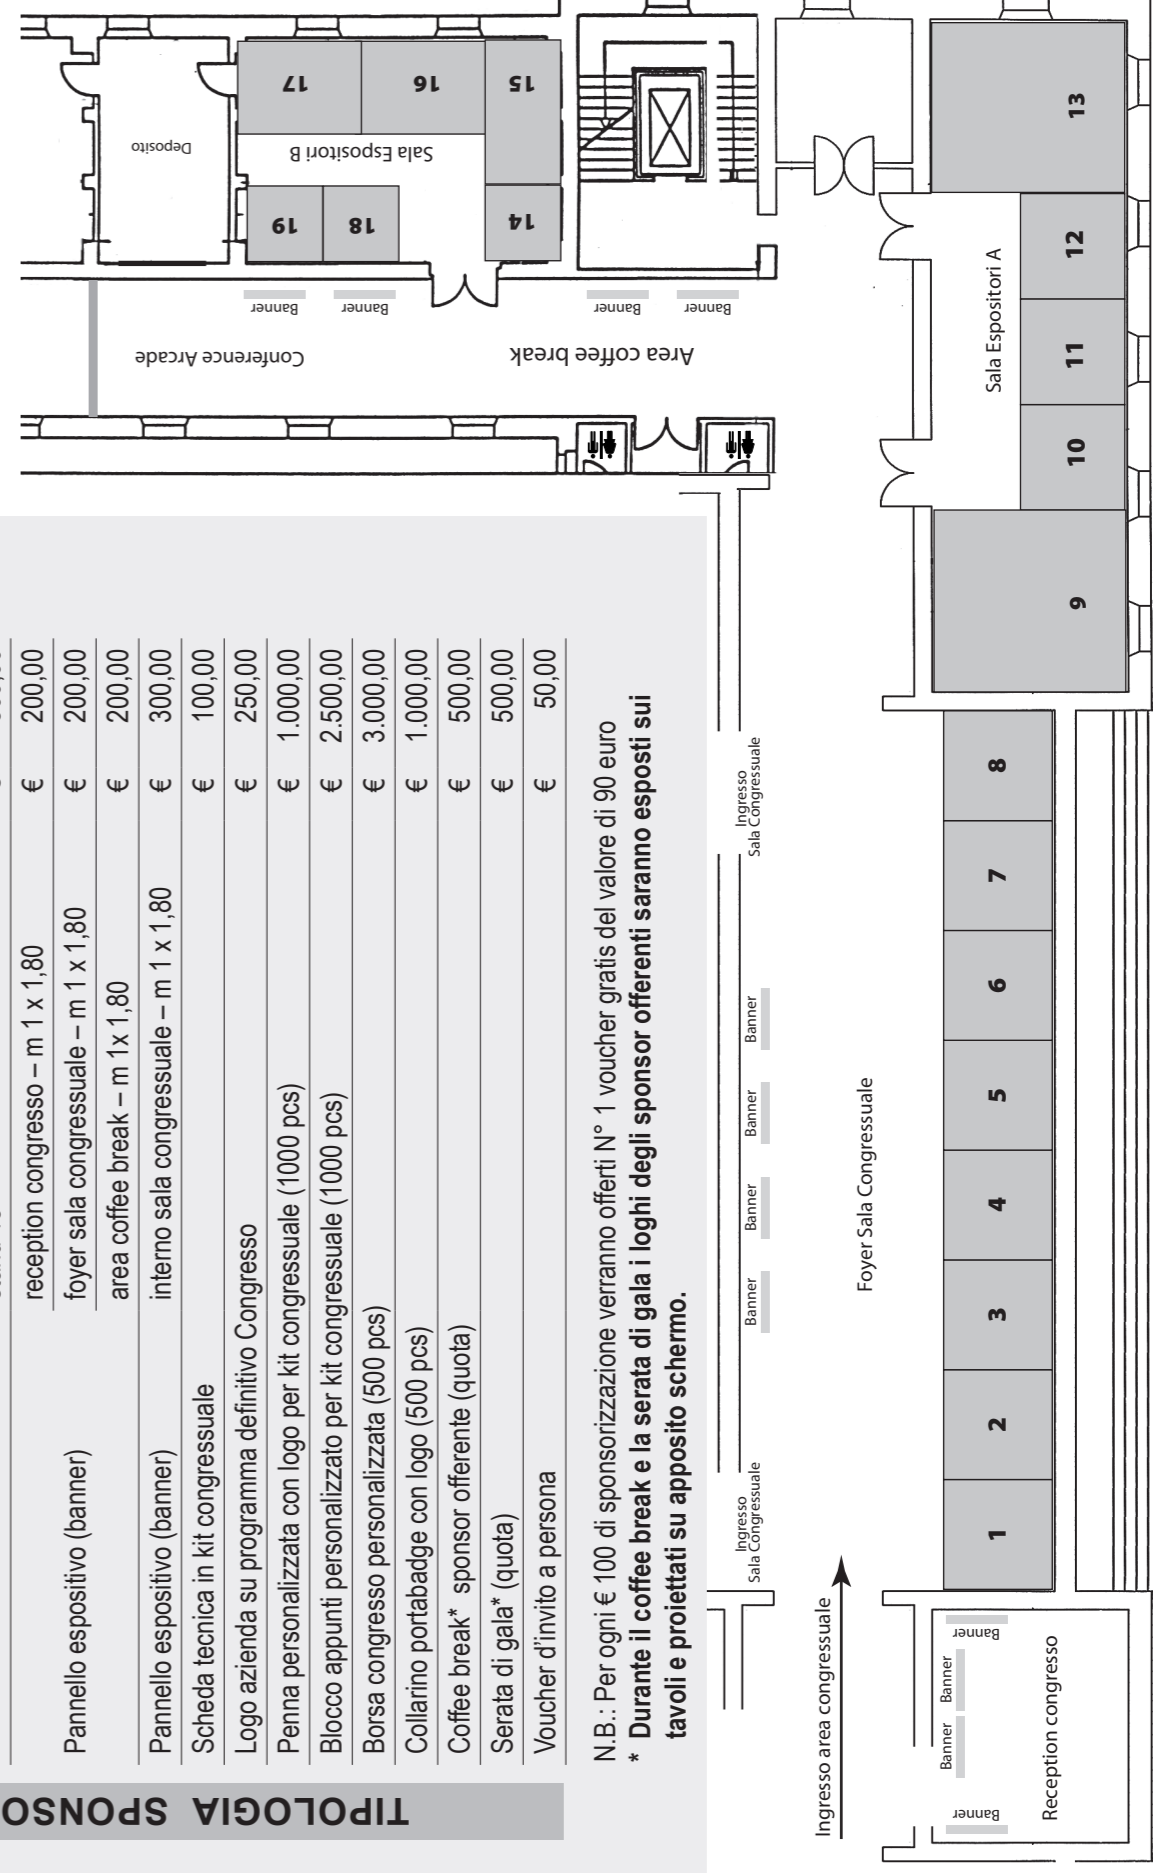 TIPOLOGIA SPONSO
Pannello espositivo (banner)
reception congresso – m 1 x 1,80 € 200,00
foyer sala congressuale – m 1 x 1,80 € 200,00
area coffee break – m 1x 1,80 € 200,00
Pannello espositivo (banner) interno sala congressuale – m 1 x 1,80 € 300,00
Scheda tecnica in kit congressuale € 100,00
Logo azienda su programma definitivo Congresso € 250,00
Penna personalizzata con logo per kit congressuale (1000 pcs) € 1.000,00
Blocco appunti personalizzato per kit congressuale (1000 pcs) € 2.500,00
Borsa congresso personalizzata (500 pcs) € 3.000,00
Collarino portabadge con logo (500 pcs) € 1.000,00
Coffee break* sponsor offerente (quota) € 500,00
Serata di gala* (quota) € 500,00
Voucher d'invito a persona € 50,00
N.B.: Per ogni € 100 di sponsorizzazione verranno offerti N° 1 voucher gratis del valore di 90 euro
* Durante il coffee break e la serata di gala i loghi degli sponsor offerenti saranno esposti sui
tavoli e proiettati su apposito schermo.
Deposito
17
16
15
Sala Espositori B
19
18
14
Banner
Banner
Banner
Banner
Conference Arcade
Area coffee break
Ingresso
Sala Congressuale
Banner
Banner
Banner
Banner
Ingresso
Sala Congressuale
Foyer Sala Congressuale
Ingresso area congressuale
Banner
Banner
Banner
Banner
Reception congresso
1
2
3
4
5
6
7
8
9
10
11
12
13
Sala Espositori A